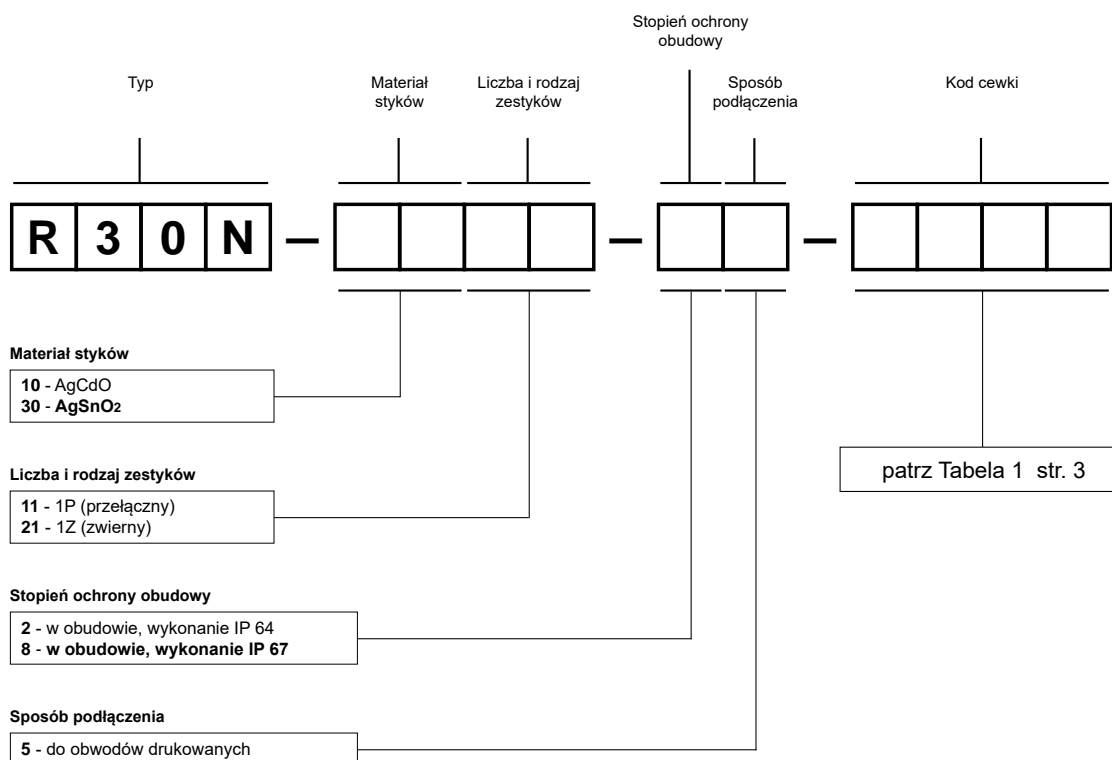 Stopień ochrony
obudowy
Typ
Materiał
styków
Liczba i rodzaj
zestyków
Sposób
podłączenia
Kod cewki
R 3 0 N – –  –
Materiał styków
10 - AgCdO
30 - AgSnO2
patrz Tabela 1 str. 3
Liczba i rodzaj zestyków
11 - 1P (przełączny)
21 - 1Z (zwierny)
Stopień ochrony obudowy
2 - w obudowie, wykonanie IP 64
8 - w obudowie, wykonanie IP 67
Sposób podłączenia
5 - do obwodów drukowanych